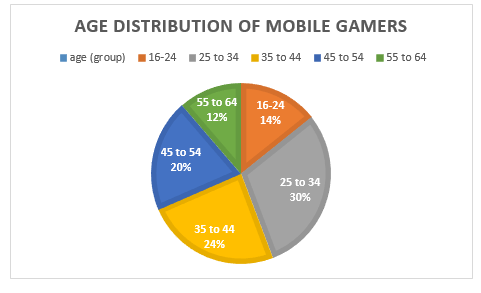 AGE DISTRIBUTION OF MOBILE GAMERS
age (group) 16-24 25 to 34 35 to 44 45 to 54 55 to 64
55 to 64
12%
16-24
14%
45 to 54
20%
25 to 34
30%
35 to 44
24%